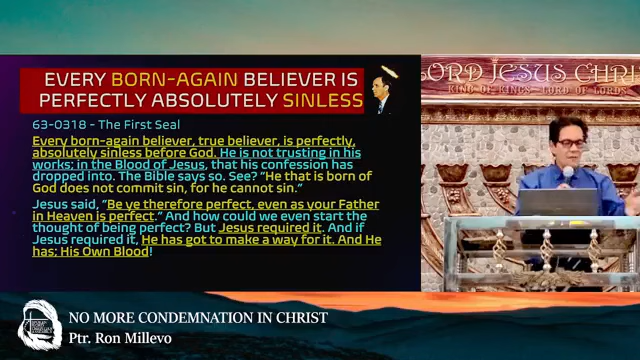 EVERY BORN-AGAIN BELIEVER IS
PERFECTLY ABSOLUTELY SINLESS
63-0318 - The First Seal
Every born-again believer, true believer, is perfectly,
absolutely sinless before God. He is not trusting in his
works; in the Blood of Jesus, that his confession has
dropped into. The Bible says so. See? "He that is born of
God does not commit sin, for he cannot sin."
Jesus said, "Be ye therefore perfect, even as your Father
in Heaven is perfect." And how could we even start the
thought of being perfect? But Jesus required it. And if
Jesus required it, He has got to make a way for it. And He
has; His Own Blood!
LORD JESUS CHRIS
KING OF KINGS - LORD OF LORDS
NO MORE CONDEMNATION IN CHRIST
Ptr. Ron Millevo